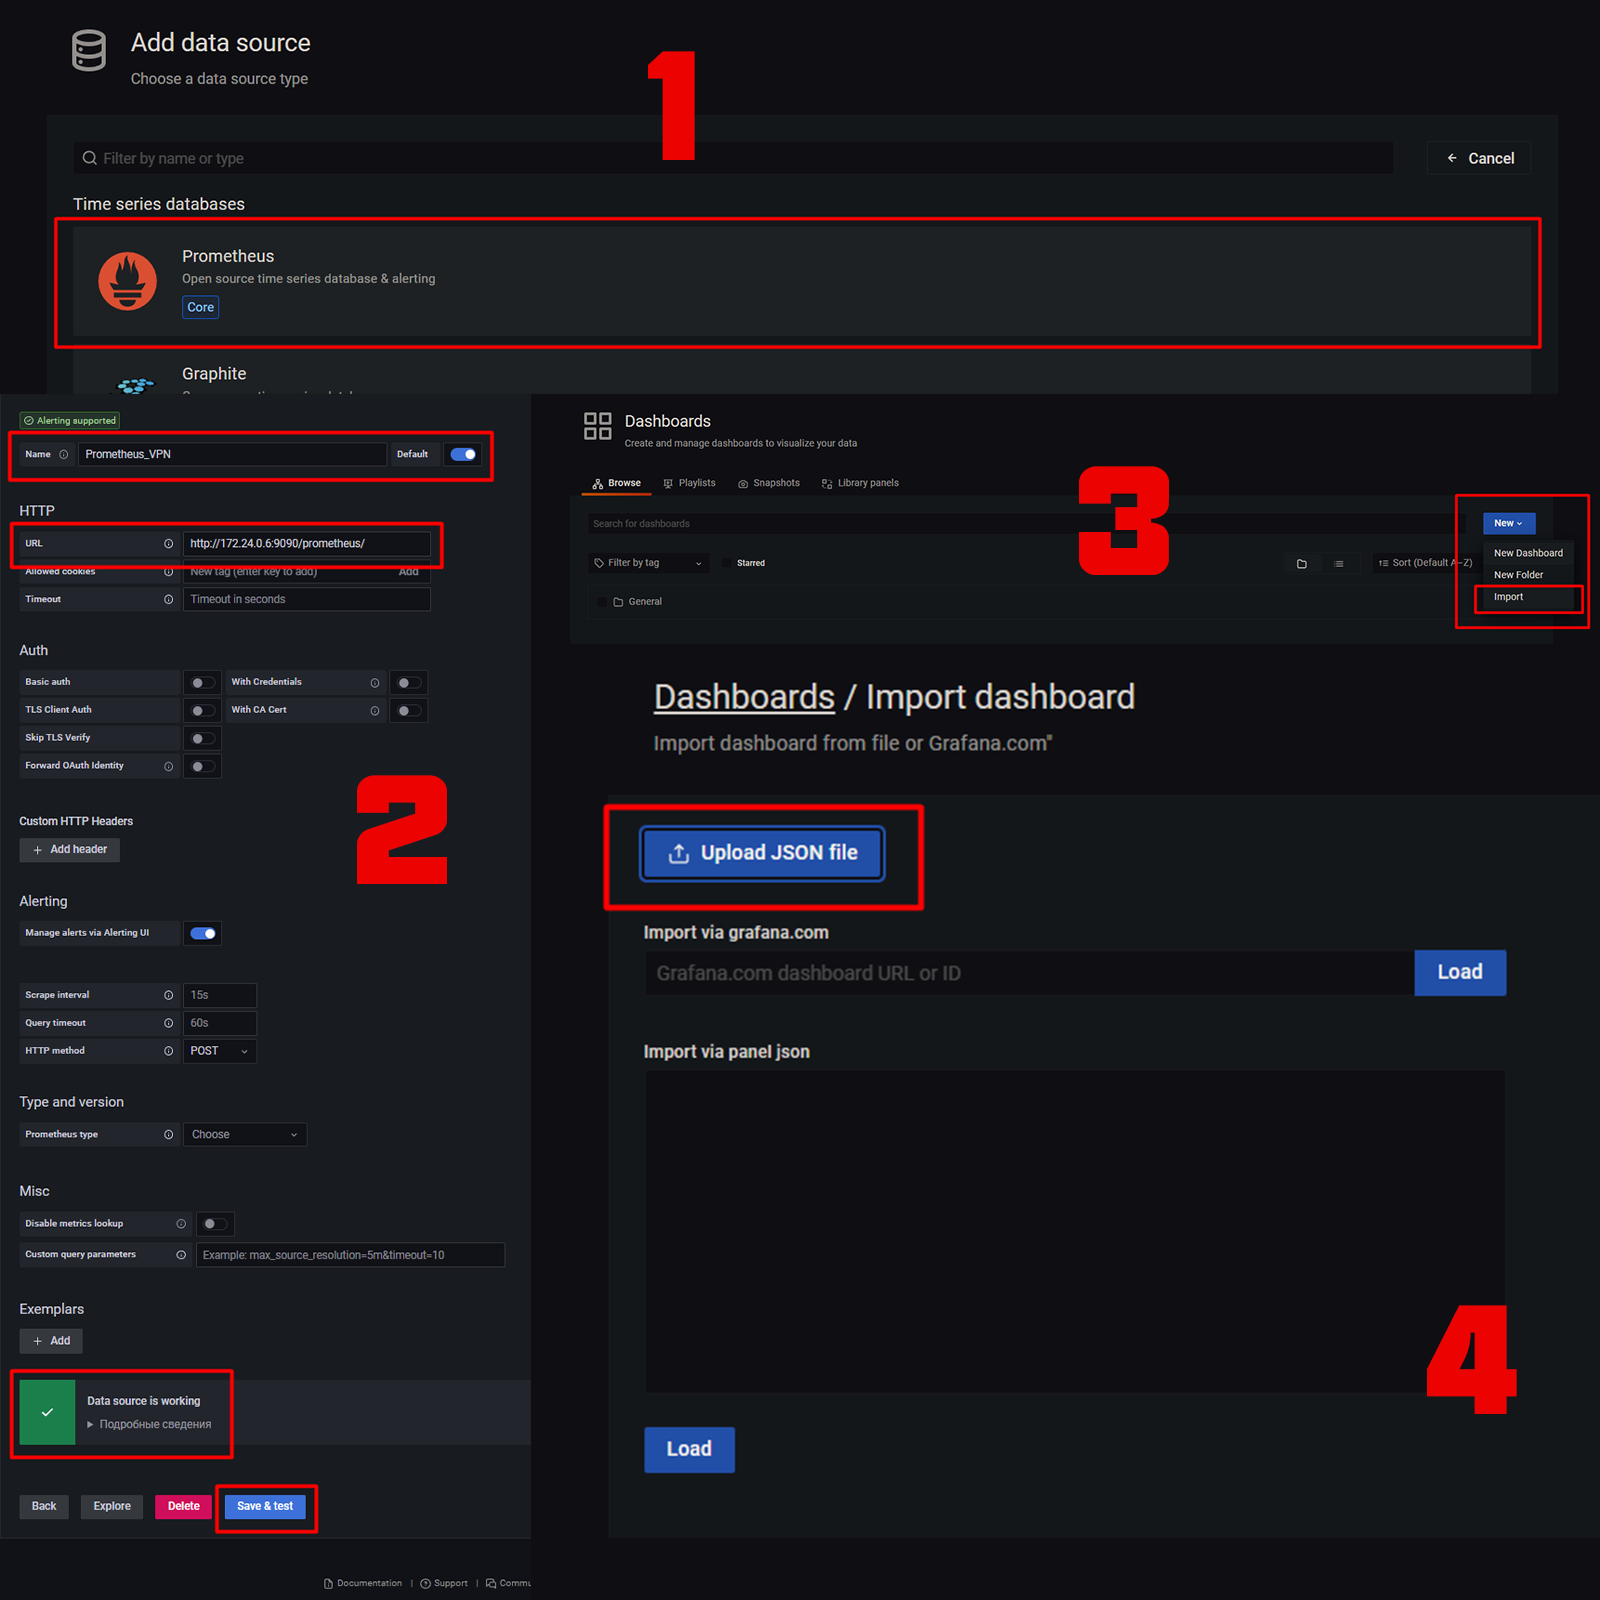 Add data source
Choose a data source type
1
Filter by name or type
Cancel
Time series databases
Prometheus
Open source time series database & alerting
Core
Graphite
Alerting supported
Name
Prometheus_VPN
Default
HTTP
URL
http://172.24.0.6:9090/prometheus/
Allowed cookies
New tag (enter key to add)
Add
Timeout
Timeout in seconds
Auth
Basic auth
With Credentials
TLS Client Auth
With CA Cert
Skip TLS Verify
Forward OAuth Identity
2
Custom HTTP Headers
+ Add header
Alerting
Manage alerts via Alerting UI
Scrape interval
15s
Query timeout
60s
HTTP method
POST
Type and version
Prometheus type
Choose
Misc
Disable metrics lookup
Custom query parameters
Example: max_source_resolution=5m&timeout=10
Exemplars
+ Add
Data source is working
Подробные сведения
Back
Explore
Delete
Save & test
Documentation | Support | Commu
Dashboards
Create and manage dashboards to visualize your data
Browse
Playlists
Snapshots
Library panels
3
Search for dashboards
New
Filter by tag
Starred
Sort (Default A–Z)
New Dashboard
New Folder
Import
General
Dashboards / Import dashboard
Import dashboard from file or Grafana.com"
Upload JSON file
Import via grafana.com
Grafana.com dashboard URL or ID
Load
Import via panel json
4
Load